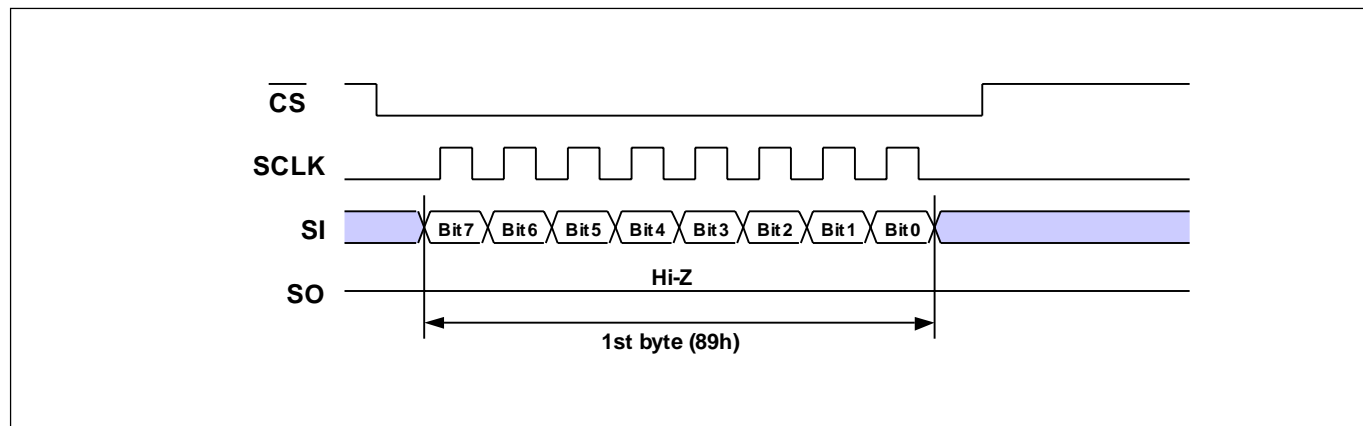 CS
SCLK
SI
Bit7 Bit6 Bit5 Bit4 Bit3 Bit2 Bit1 Bit0
Hi-Z
SO
1st byte (89h)